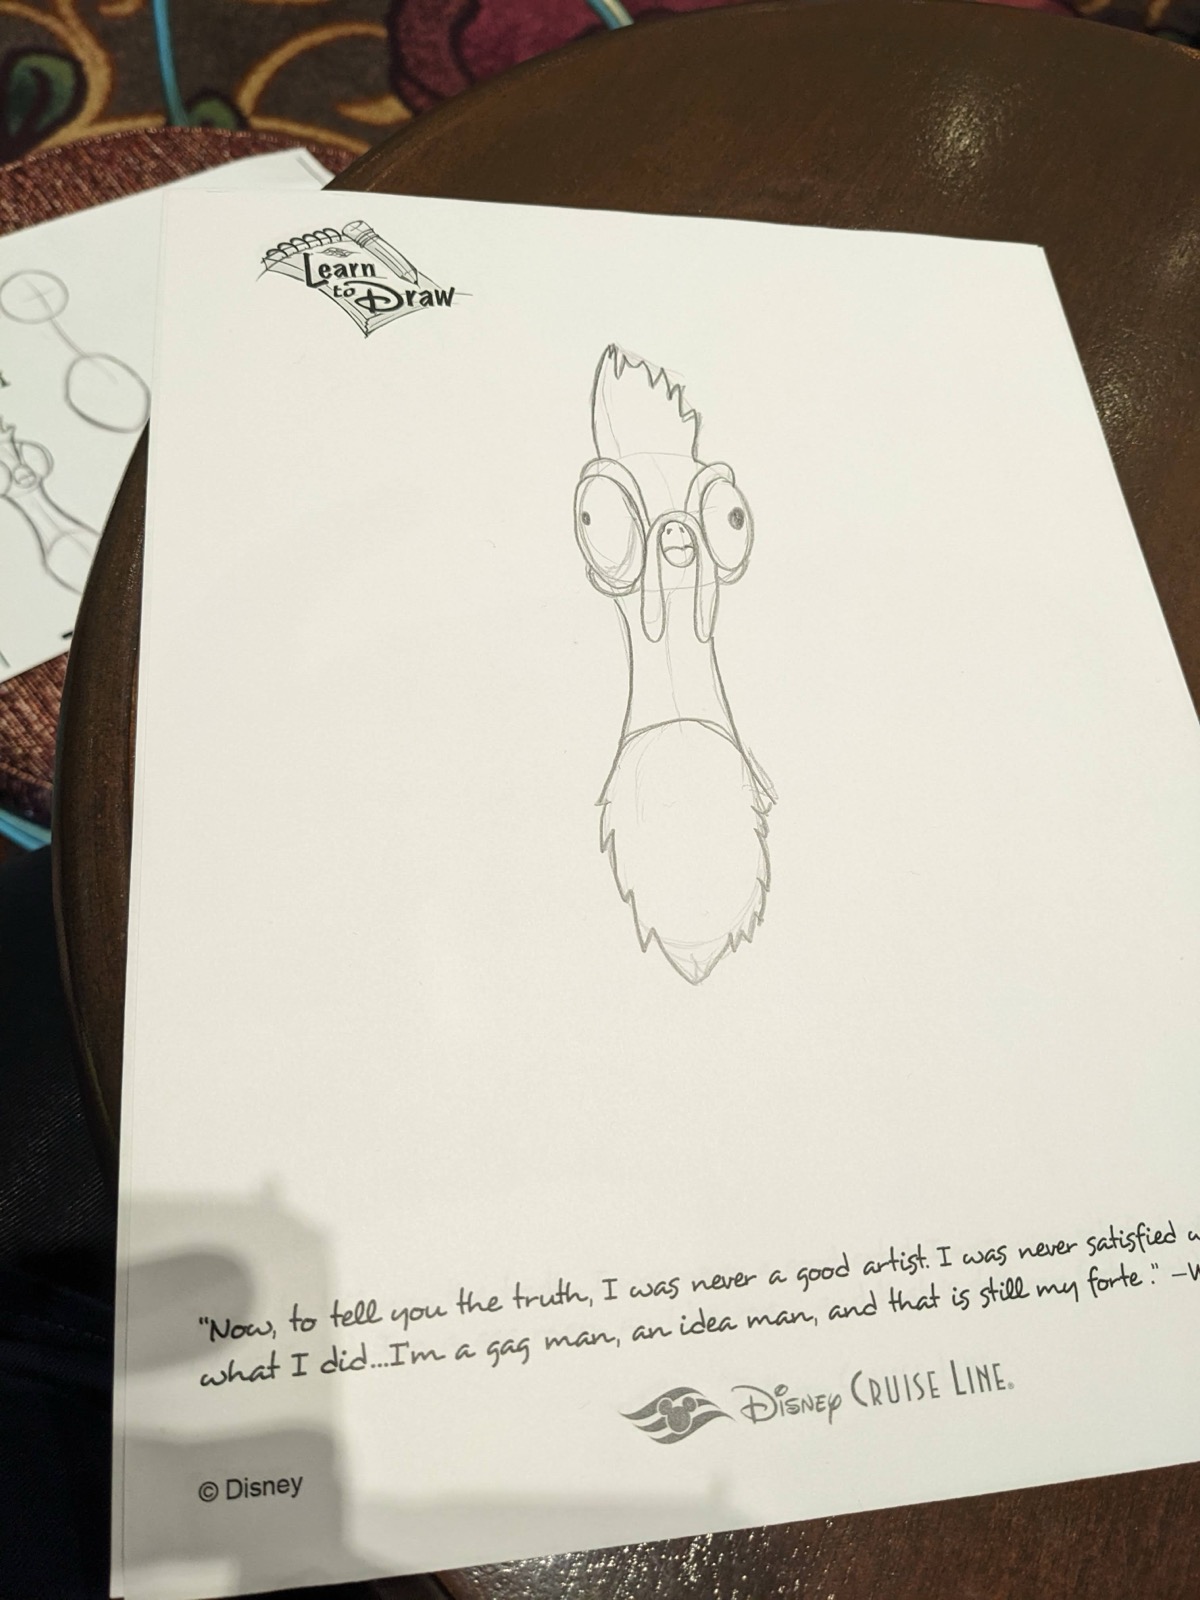 Learn
to Draw
"Now, to tell you the truth, I was never a good artist. I was never satisfied
what I did...I'm a gag man, an idea man, and that is still my forte." –W
Disney Cruise Line®
© Disney